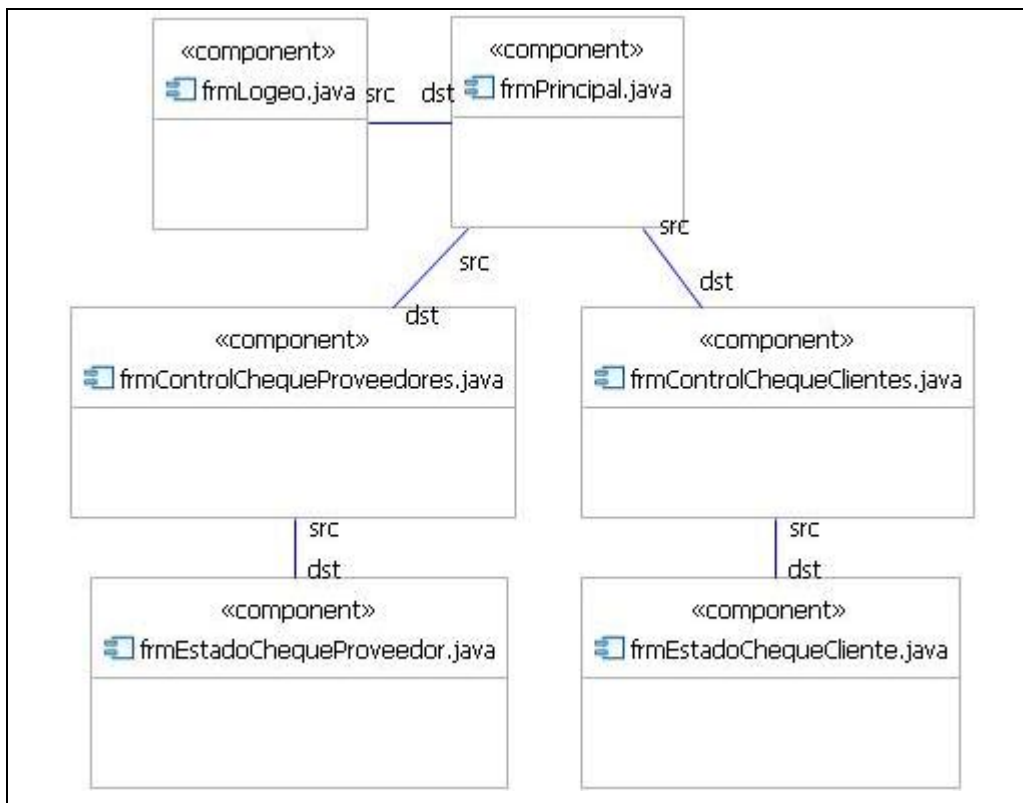 «component»
frmLogeo.java
src
dst
«component»
frmPrincipal.java
src
dst
src
dst
«component»
frmControlChequeProveedores.java
«component»
frmControlChequeClientes.java
src
dst
src
dst
«component»
frmEstadoChequeProveedor.java
«component»
frmEstadoChequeCliente.java